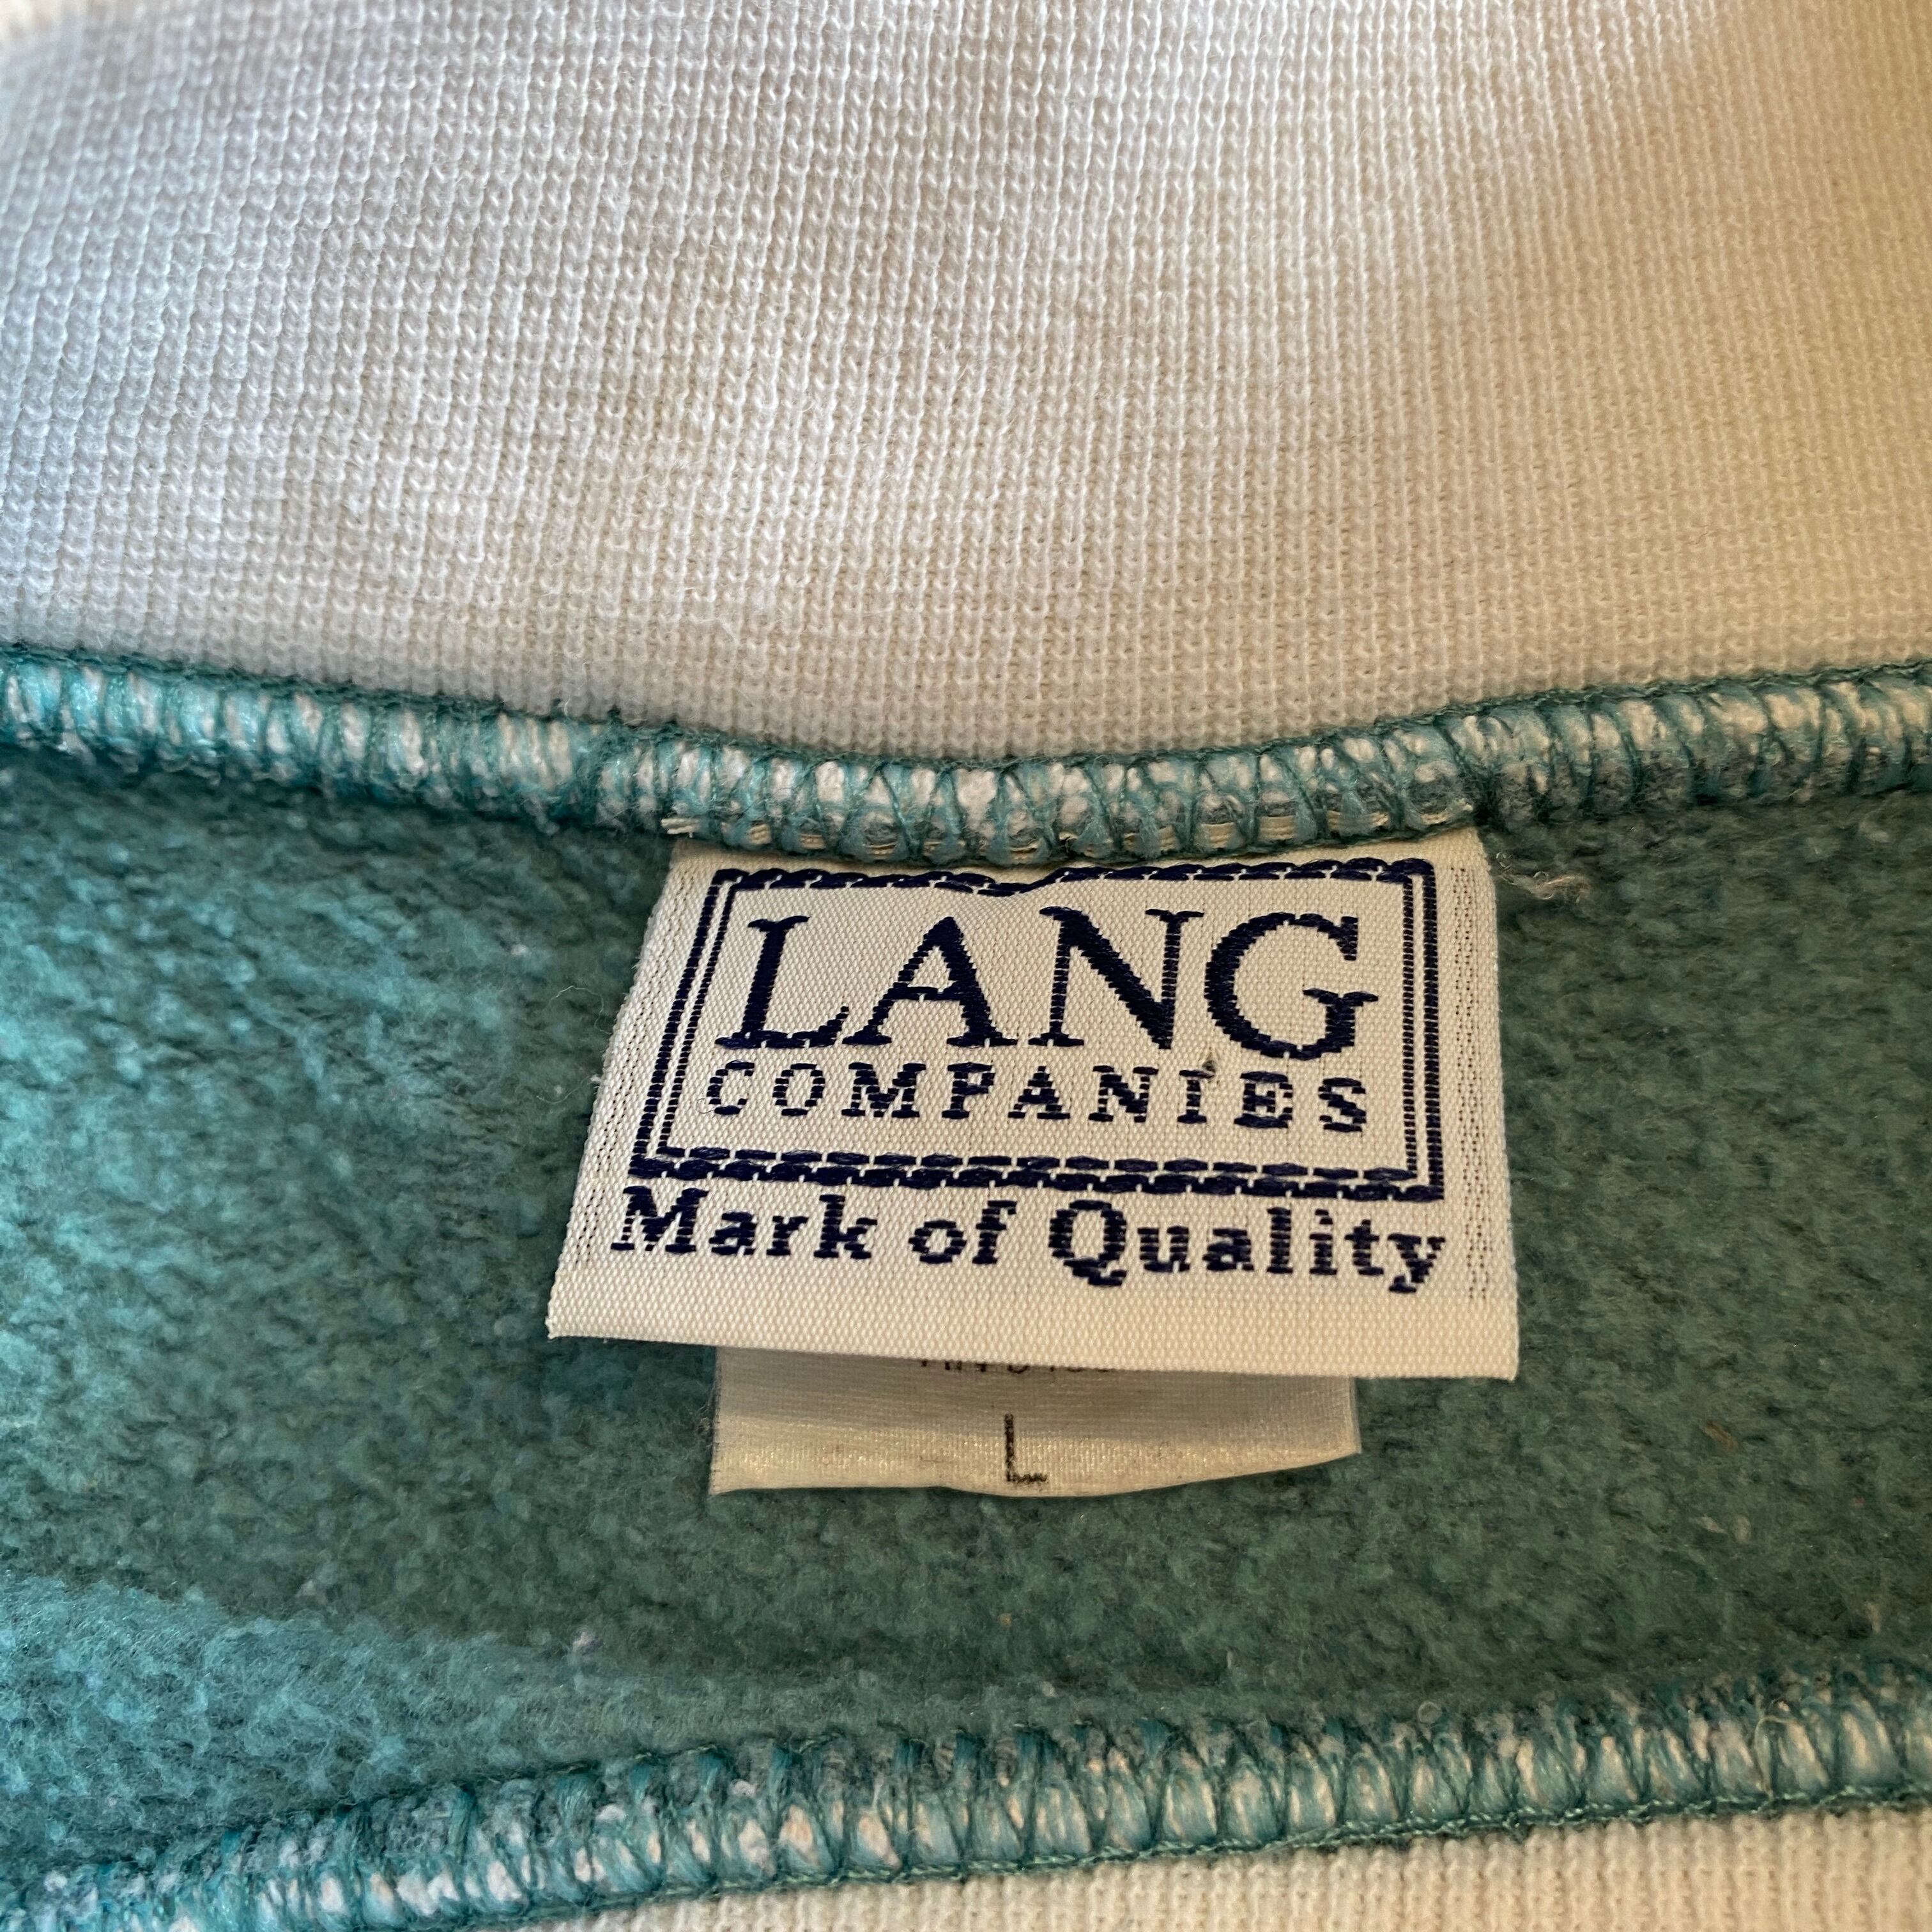 LANG
COMPANIES
Mark of Quality
L